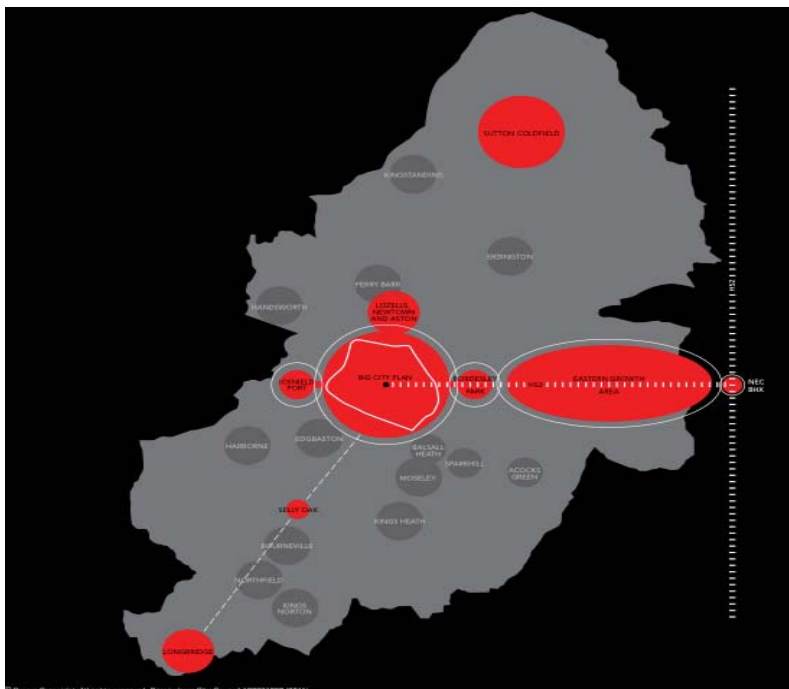 SUTTON COLDFIELD
KINGSTANDING
ERDINGTON
HS2
PERRY BARR
HANDSWORTH
LOZELLS,
NEWTOWN
AND ASTON
ICKNIELD
PORT
BIG CITY PLAN
BORDESLEY
PARK
HS2
EASTERN GROWTH
AREA
NEC
BHX
HARBORNE
EDGBASTON
BALSALL
HEATH
SPARKHILL
MOSELEY
ACOCKS
GREEN
SELLY OAK
KINGS HEATH
BOURNEVILLE
NORTHFIELD
KINGS
NORTON
LONGBRIDGE